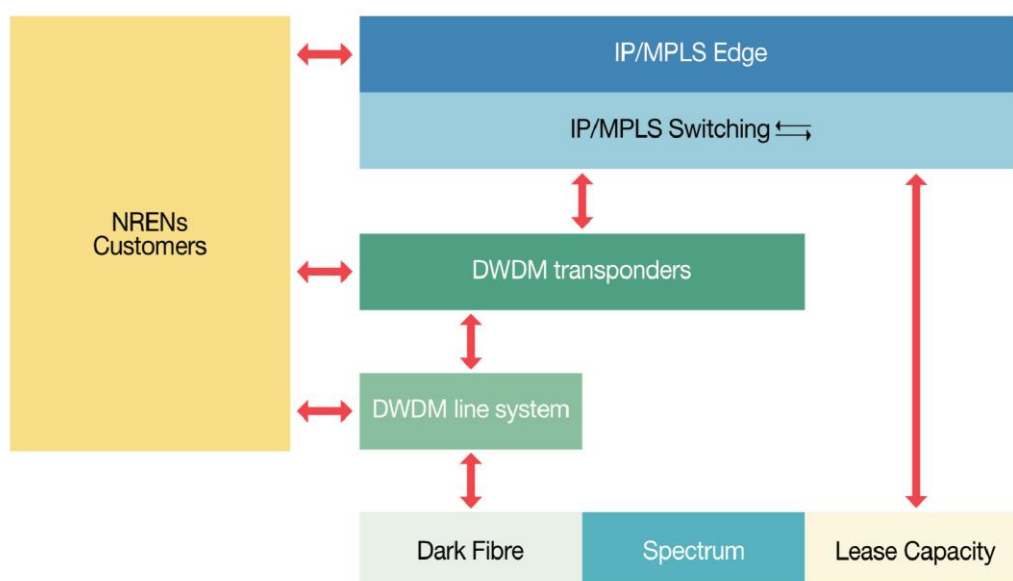 IP/MPLS Edge
IP/MPLS Switching
NRENs
Customers
DWDM transponders
DWDM line system
Dark Fibre
Spectrum
Lease Capacity